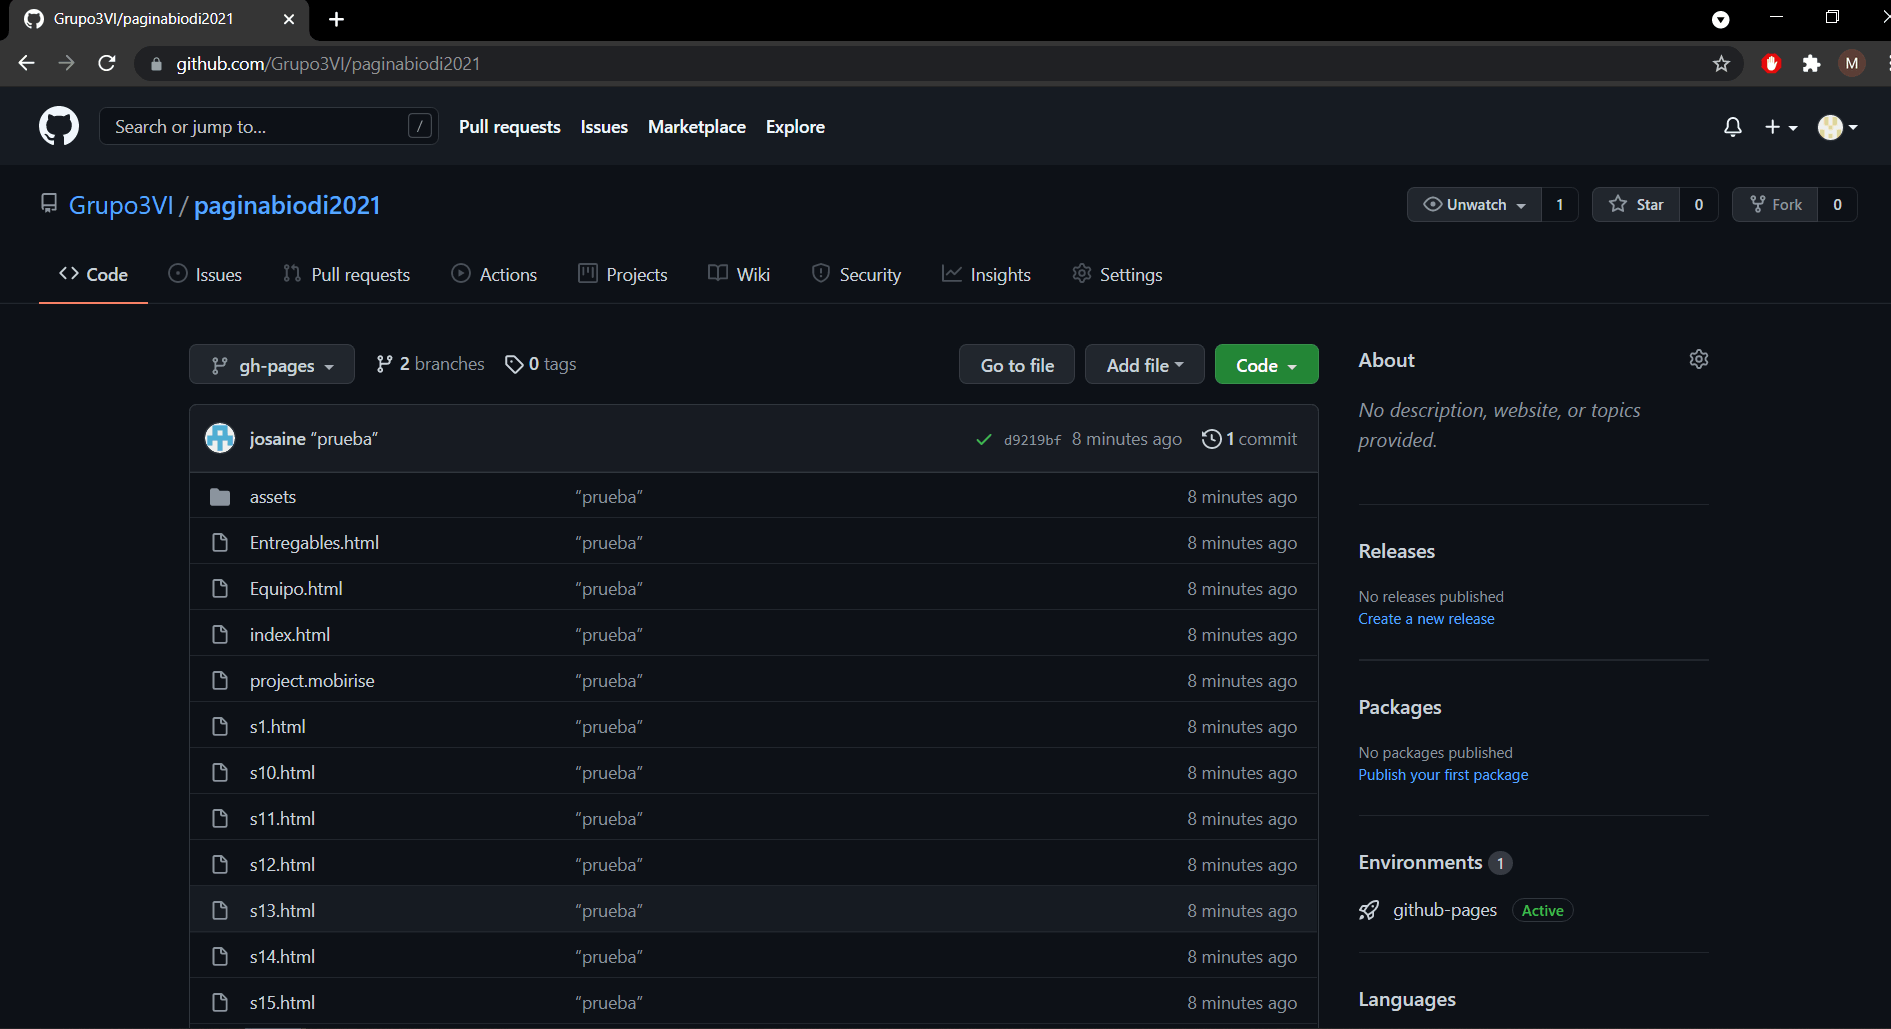 Grupo3VI/paginabiodi2021
github.com/Grupo3VI/paginabiodi2021
M
Search or jump to...
/
Pull requests
Issues
Marketplace
Explore
Grupo3VI / paginabiodi2021
Unwatch 1
Star 0
Fork 0
Code
Issues
Pull requests
Actions
Projects
Wiki
Security
Insights
Settings
gh-pages
2 branches
0 tags
Go to file
Add file
Code
josaine “prueba”
d9219bf 8 minutes ago
1 commit
assets “prueba” 8 minutes ago
Entregables.html “prueba” 8 minutes ago
Equipo.html “prueba” 8 minutes ago
index.html “prueba” 8 minutes ago
project.mobirise “prueba” 8 minutes ago
s1.html “prueba” 8 minutes ago
s10.html “prueba” 8 minutes ago
s11.html “prueba” 8 minutes ago
s12.html “prueba” 8 minutes ago
s13.html “prueba” 8 minutes ago
s14.html “prueba” 8 minutes ago
s15.html “prueba” 8 minutes ago
About
No description, website, or topics
provided.
Releases
No releases published
Create a new release
Packages
No packages published
Publish your first package
Environments 1
github-pages Active
Languages